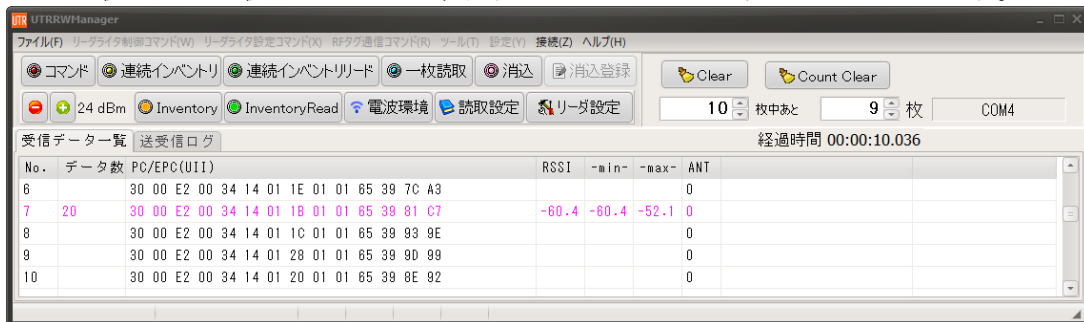 UTR UTRRWManager
ファイル(F) リーダライタ制御コマンド(W) リーダライタ設定コマンド(X) RFタグ通信コマンド(R) ツール(T) 設定(Y) 接続(Z) ヘルプ(H)
コマンド 連続インベントリ 連続インベントリリード 一枚読取 消込 消込登録 Clear Count Clear
24 dBm Inventory InventoryRead 電波環境 読取設定 リーダ設定 10 枚中あと 9 枚 COM4
受信データ一覧 送受信ログ 経過時間 00:00:10.036
No. データ数 PC/EPC(UII) RSSI -min- -max- ANT
6 30 00 E2 00 34 14 01 1E 01 01 65 39 7C A3 0
7 20 30 00 E2 00 34 14 01 1B 01 01 65 39 81 C7 -60.4 -60.4 -52.1 0
8 30 00 E2 00 34 14 01 1C 01 01 65 39 93 9E 0
9 30 00 E2 00 34 14 01 28 01 01 65 39 9D 99 0
10 30 00 E2 00 34 14 01 20 01 01 65 39 8E 92 0